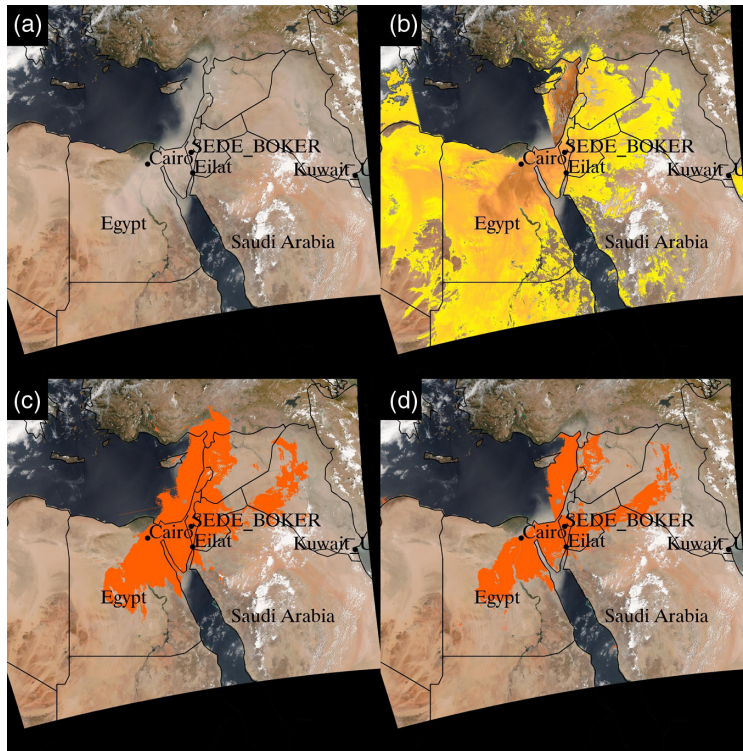 (a)
SEDE_BOKER
Cairo
Eilat
Kuwait U
Egypt
Saudi Arabia
(b)
SEDE_BOKER
Cairo
Eilat
Kuwait U
Egypt
Saudi Arabia
(c)
SEDE_BOKER
Cairo
Eilat
Kuwait U
Egypt
Saudi Arabia
(d)
SEDE_BOKER
Cairo
Eilat
Kuwait U
Egypt
Saudi Arabia